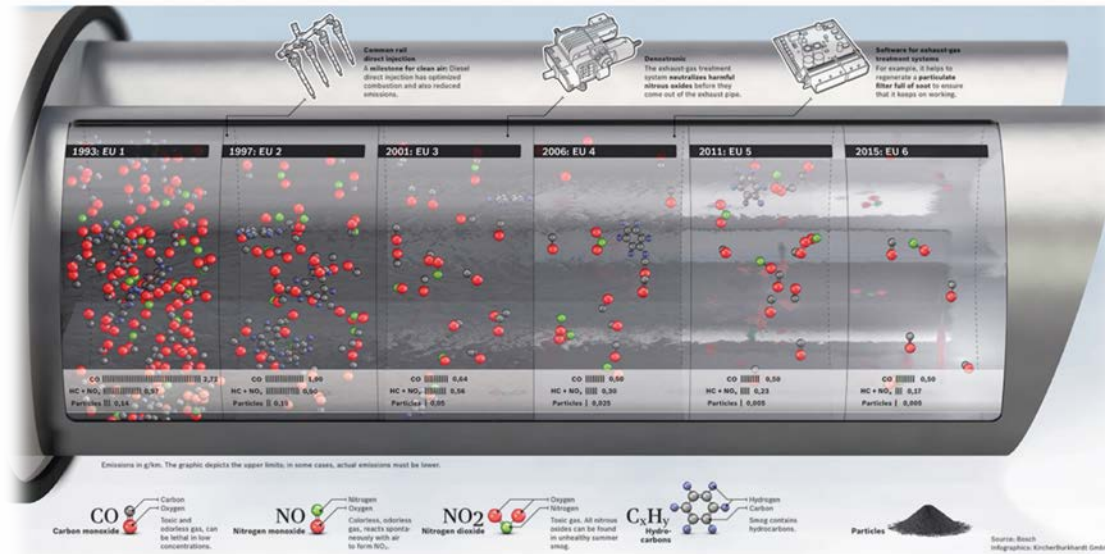 Common rail
direct injection
A milestone for clean air: Diesel
direct injection has optimized
combustion and also reduced
emissions.
Denoxtronic
The exhaust-gas treatment
system neutralizes harmful
nitrous oxides before they
come out of the exhaust pipe.
Software for exhaust-gas
treatment systems
For example, it helps to
regenerate a particulate
filter full of soot to ensure
that it keeps on working.
1993: EU 1
1997: EU 2
2001: EU 3
2006: EU 4
2011: EU 5
2015: EU 6
CO 2,72
HC + NOx 0,97
Particles 0,14
CO 1,00
HC + NOx 0,90
Particles
CO 0,64
HC + NOx 0,56
Particles 0,05
CO 0,50
HC + NOx 0,30
Particles 0,025
CO 0,50
HC + NOx 0,23
Particles 0,005
CO 0,50
HC + NOx 0,17
Particles 0,005
Emissions in g/km. The graphic depicts the upper limits; in some cases, actual emissions must be lower.
CO
Carbon monoxide
Carbon
Oxygen
Toxic and
odorless gas, can
be lethal in low
concentrations.
NO
Nitrogen monoxide
Nitrogen
Oxygen
Colorless, odorless
gas, reacts sponta-
neously with air
to form NO₂.
NO2
Nitrogen dioxide
Oxygen
Nitrogen
Toxic gas. All nitrous
oxides can be found
in unhealthy summer
smog.
CxHy
Hydro-
carbons
Hydrogen
Carbon
Smog contains
hydrocarbons.
Particles
Source: Bosch
Infographics: KircherBurkhardt GmbH